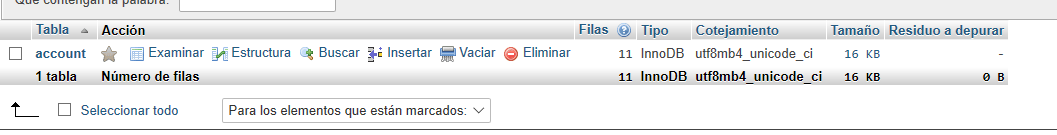 Que contengan la palabra:
Tabla Acción Filas Tipo Cotejamiento Tamaño Residuo a depurar
account Examinar Estructura Buscar Insertar Vaciar Eliminar 11 InnoDB utf8mb4_unicode_ci 16 KB -
1 tabla Número de filas 11 InnoDB utf8mb4_unicode_ci 16 KB 0 B
Seleccionar todo Para los elementos que están marcados: